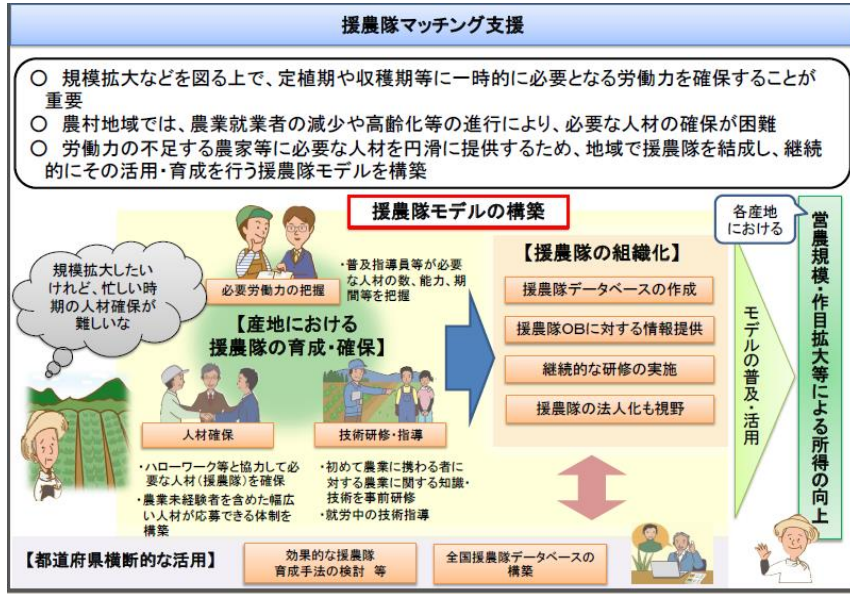 援農隊マッチング支援
○ 規模拡大などを図る上で、定植期や収穫期等に一時的に必要となる労働力を確保することが
重要
○ 農村地域では、農業就業者の減少や高齢化等の進行により、必要な人材の確保が困難
○ 労働力の不足する農家等に必要な人材を円滑に提供するため、地域で援農隊を結成し、継続
的にその活用・育成を行う援農隊モデルを構築
援農隊モデルの構築
規模拡大したい
けれど、忙しい時
期の人材確保が
難しいな
必要労働力の把握
・普及指導員等が必要
な人材の数、能力、期
間等を把握
【産地における
援農隊の育成・確保】
人材確保
・ハローワーク等と協力して必
要な人材（援農隊）を確保
・農業未経験者を含めた幅広
い人材が応募できる体制を
構築
技術研修・指導
・初めて農業に携わる者に
対する農業に関する知識・
技術を事前研修
・就労中の技術指導
【援農隊の組織化】
援農隊データベースの作成
援農隊OBに対する情報提供
継続的な研修の実施
援農隊の法人化も視野
モデルの普及・活用
各産地
における
営農規模・作目拡大等による所得の向上
【都道府県横断的な活用】
効果的な援農隊
育成手法の検討 等
全国援農隊データベースの
構築